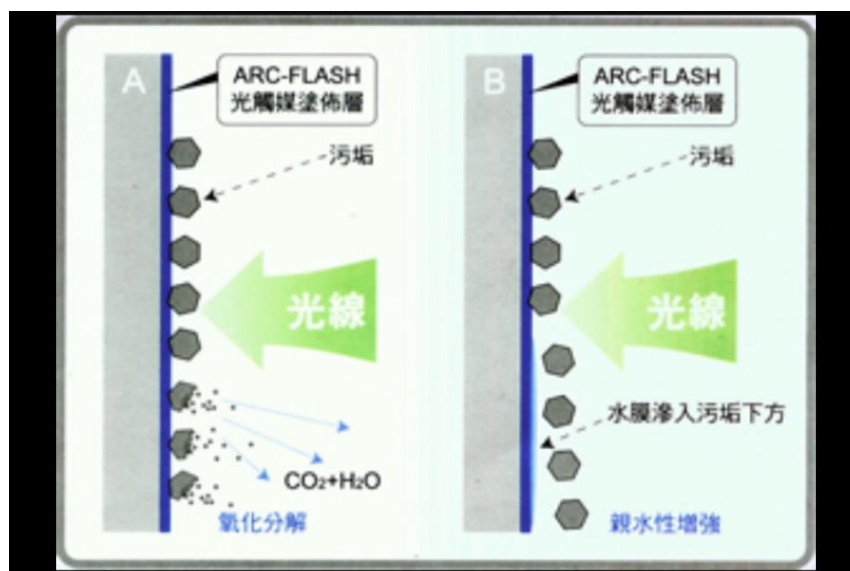 A
ARC-FLASH
光觸媒塗佈層
污垢
光線
CO2+H2O
氧化分解
B
ARC-FLASH
光觸媒塗佈層
污垢
光線
水膜滲入污垢下方
親水性增強